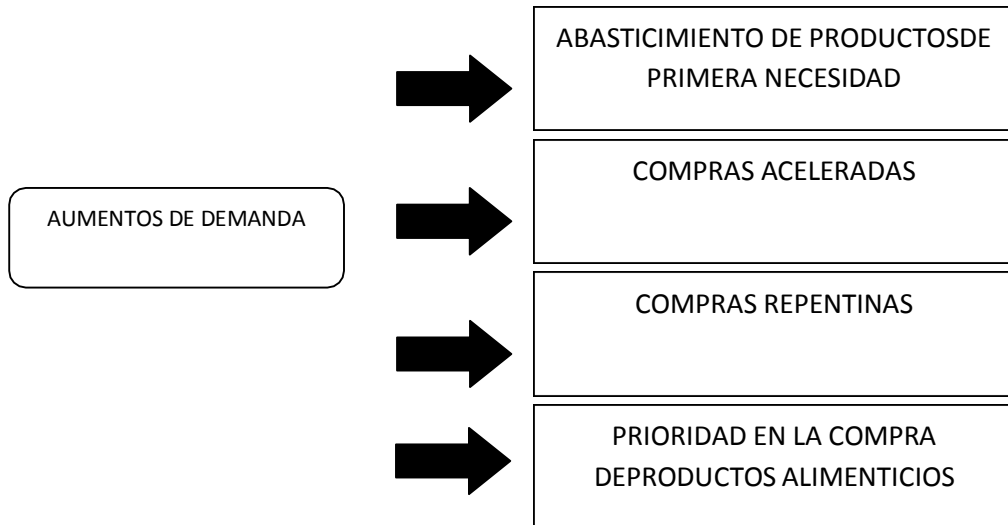 AUMENTOS DE DEMANDA
ABASTICIMIENTO DE PRODUCTOSDE
PRIMERA NECESIDAD
COMPRAS ACELERADAS
COMPRAS REPENTINAS
PRIORIDAD EN LA COMPRA
DEPRODUCTOS ALIMENTICIOS